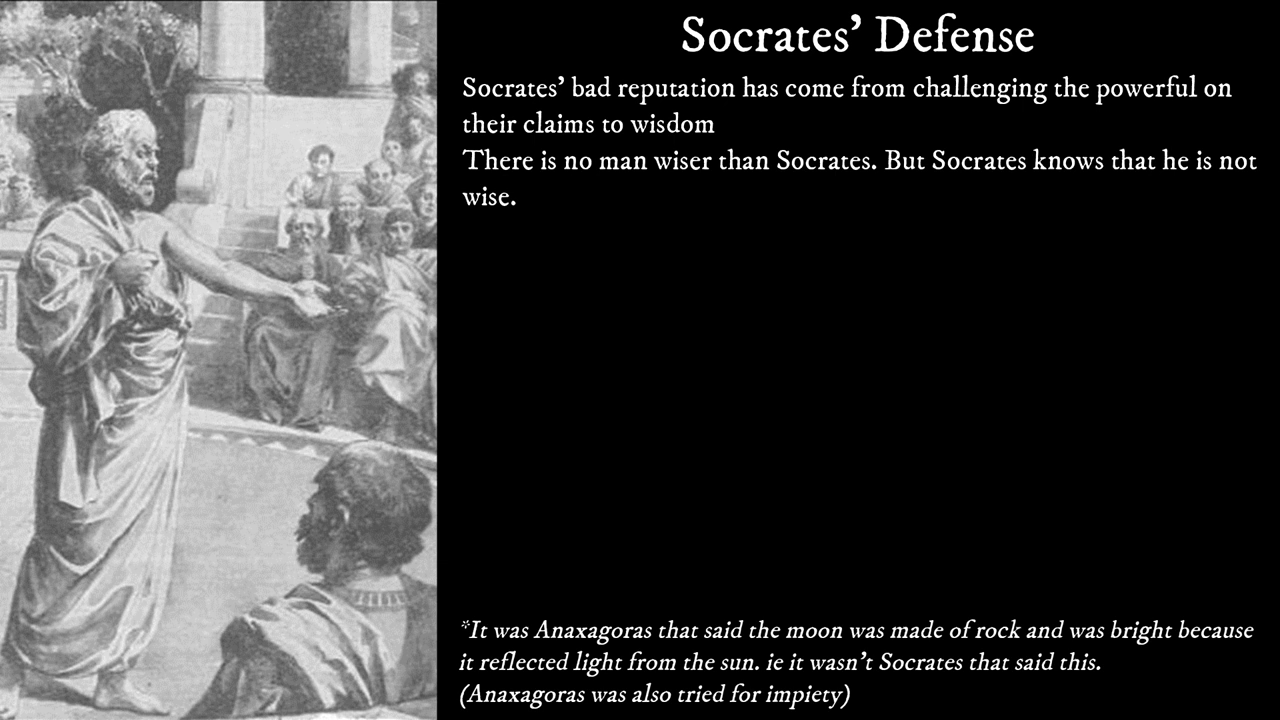 Socrates’ Defense
Socrates’ bad reputation has come from challenging the powerful on
their claims to wisdom
There is no man wiser than Socrates. But Socrates knows that he is not
wise.
*It was Anaxagoras that said the moon was made of rock and was bright because
it reflected light from the sun. ie it wasn’t Socrates that said this.
(Anaxagoras was also tried for impiety)